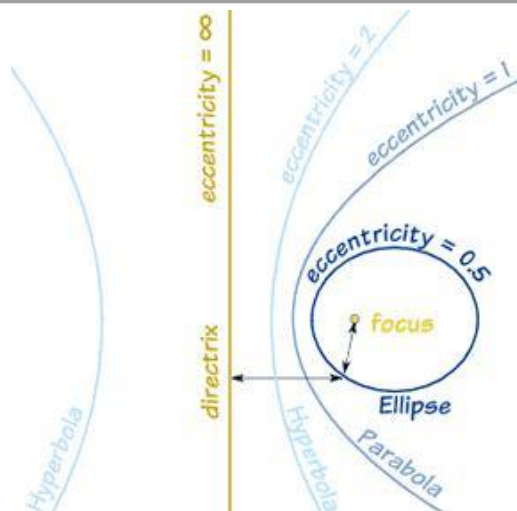 eccentricity = ∞
eccentricity = 2
eccentricity = 1
eccentricity = 0.5
focus
directrix
Ellipse
Hyperbola
Hyperbola
Parabola